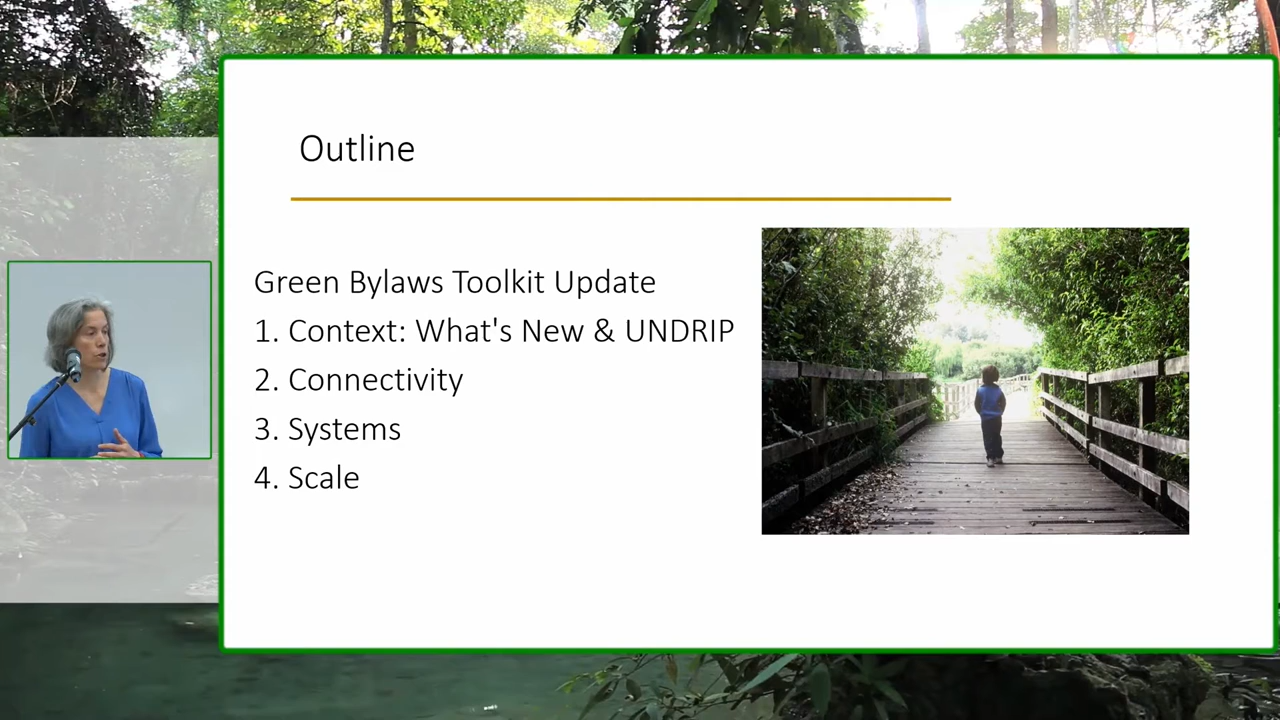 Outline
Green Bylaws Toolkit Update
1. Context: What's New & UNDRIP
2. Connectivity
3. Systems
4. Scale